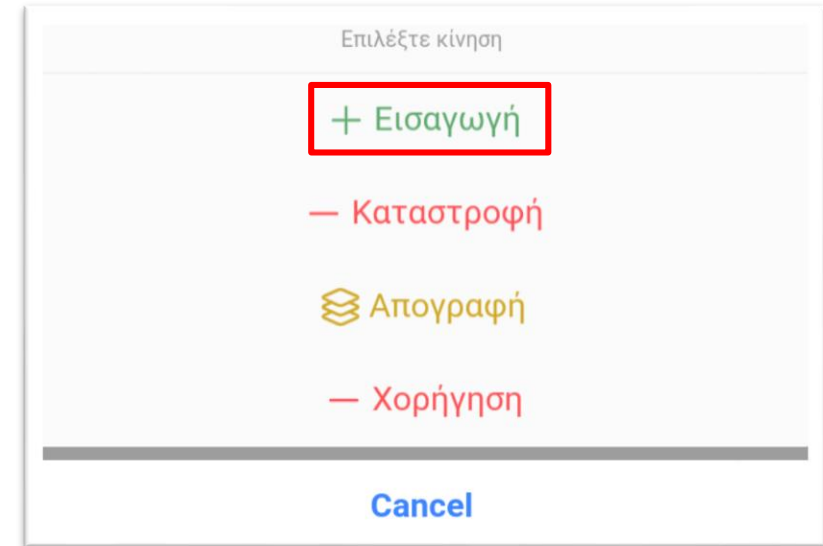 Επιλέξτε κίνηση
+ Εισαγωγή
— Καταστροφή
Απογραφή
— Χορήγηση
Cancel